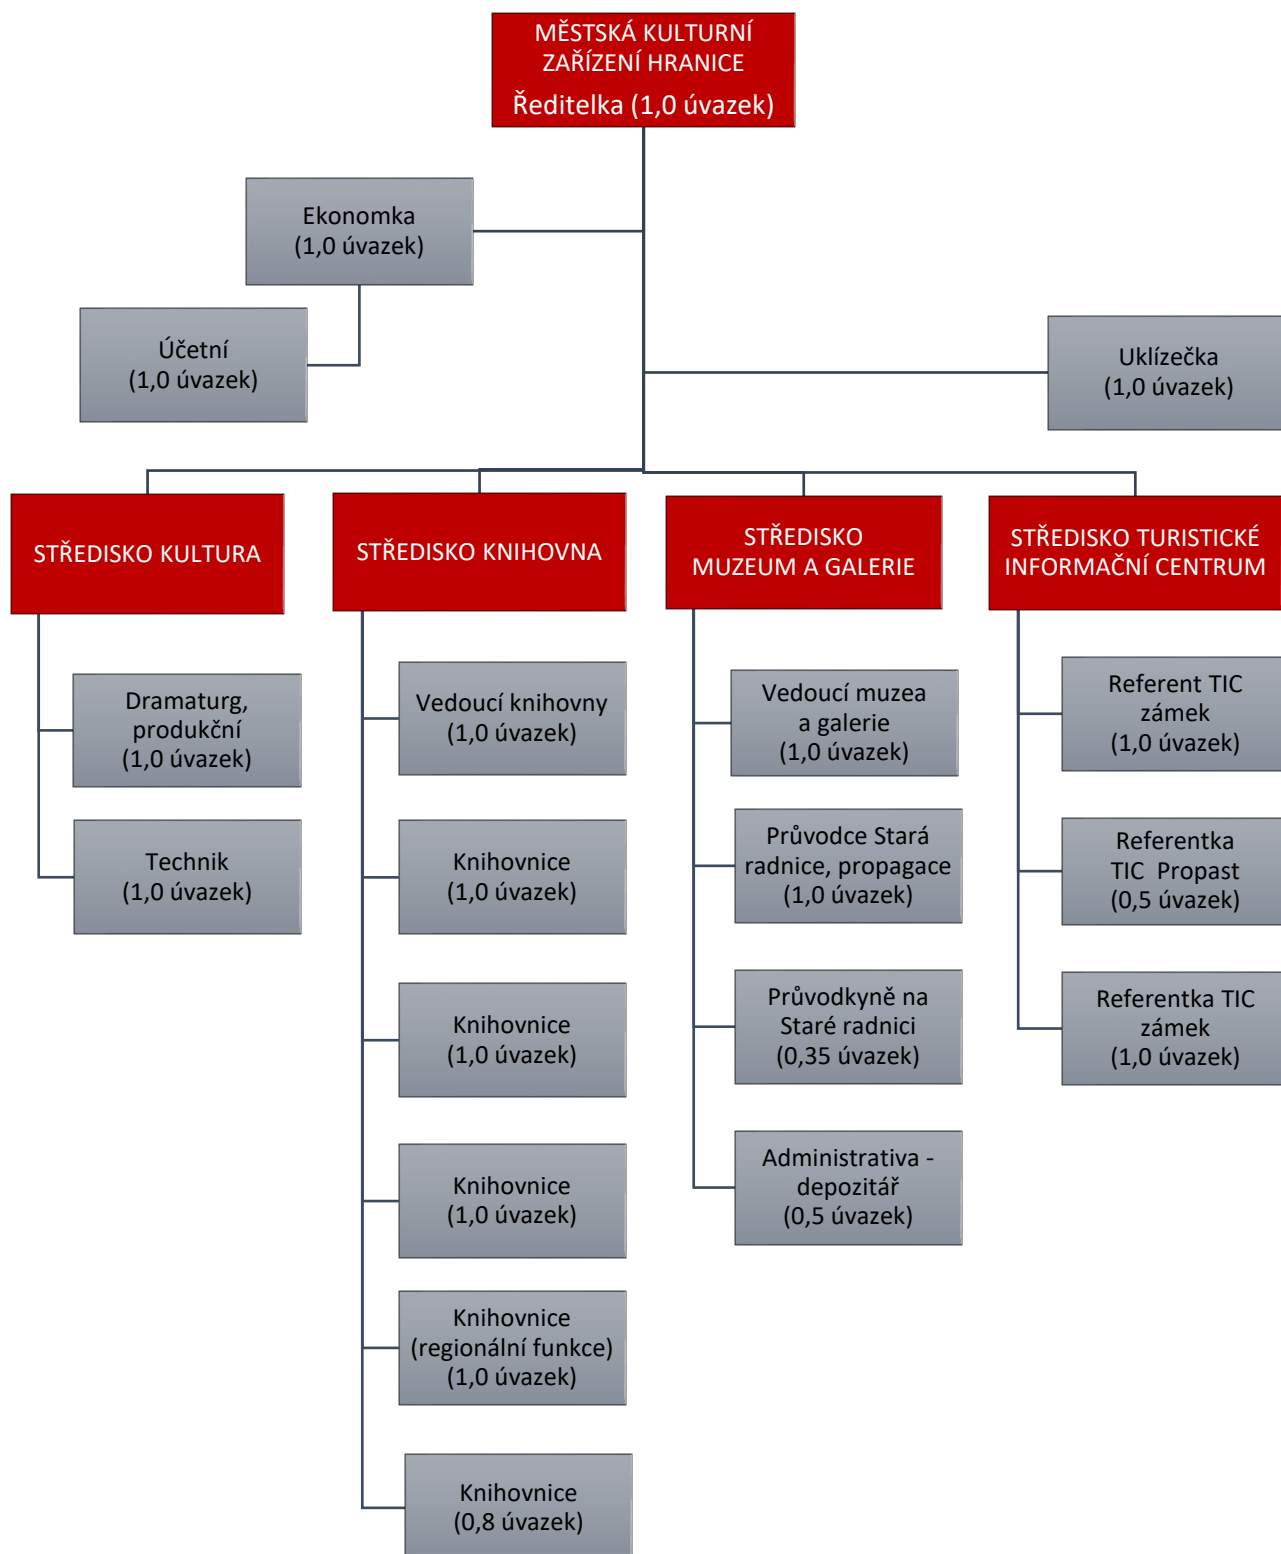 MĚSTSKÁ KULTURNÍ
ZAŘÍZENÍ HRANICE
Ředitelka (1,0 úvazek)
Ekonomka
(1,0 úvazek)
Účetní
(1,0 úvazek)
Uklízečka
(1,0 úvazek)
STŘEDISKO KULTURA
Dramaturg,
produkční
(1,0 úvazek)
Technik
(1,0 úvazek)
STŘEDISKO KNIHOVNA
Vedoucí knihovny
(1,0 úvazek)
Knihovnice
(1,0 úvazek)
Knihovnice
(1,0 úvazek)
Knihovnice
(1,0 úvazek)
Knihovnice
(regionální funkce)
(1,0 úvazek)
Knihovnice
(0,8 úvazek)
STŘEDISKO
MUZEUM A GALERIE
Vedoucí muzea
a galerie
(1,0 úvazek)
Průvodce Stará
radnice, propagace
(1,0 úvazek)
Průvodkyně na
Staré radnici
(0,35 úvazek)
Administrativa -
depozitář
(0,5 úvazek)
STŘEDISKO TURISTICKÉ
INFORMAČNÍ CENTRUM
Referent TIC
zámek
(1,0 úvazek)
Referentka
TIC  Propast
(0,5 úvazek)
Referentka TIC
zámek
(1,0 úvazek)